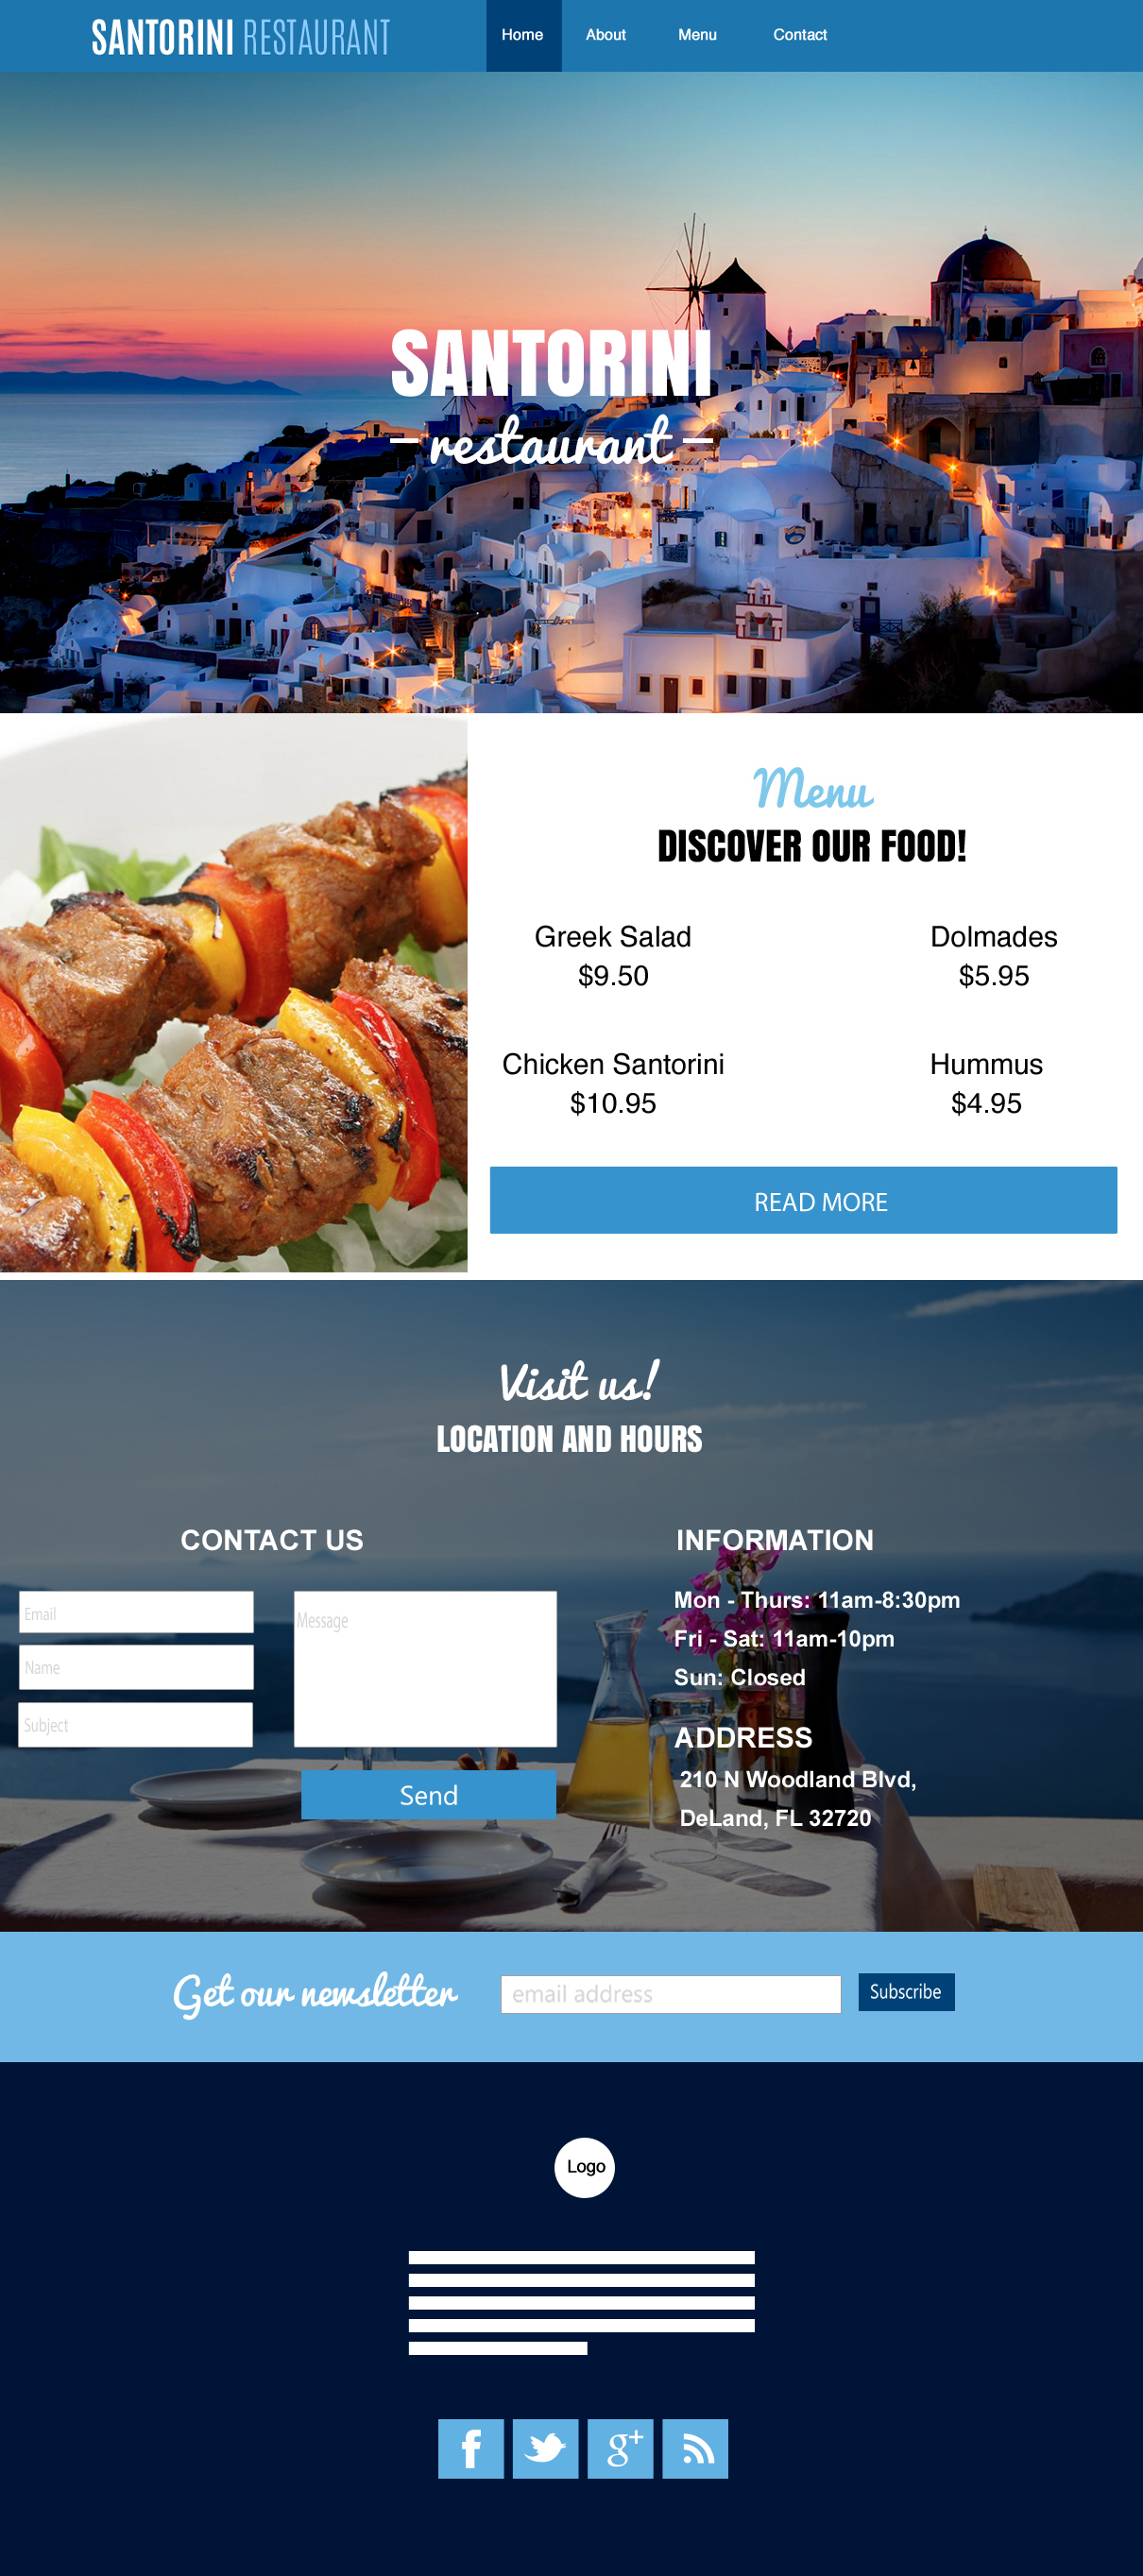 SANTORINI RESTAURANT
Home About Menu Contact
SANTORINI
restaurant
Menu
DISCOVER OUR FOOD!
Greek Salad
$9.50
Dolmades
$5.95
Chicken Santorini
$10.95
Hummus
$4.95
READ MORE
Visit us!
LOCATION AND HOURS
CONTACT US
Email
Name
Subject
Message
Send
INFORMATION
Mon - Thurs: 11am-8:30pm
Fri - Sat: 11am-10pm
Sun: Closed
ADDRESS
210 N Woodland Blvd,
DeLand, FL 32720
Get our newsletter
email address
Subscribe
Logo
f
g+